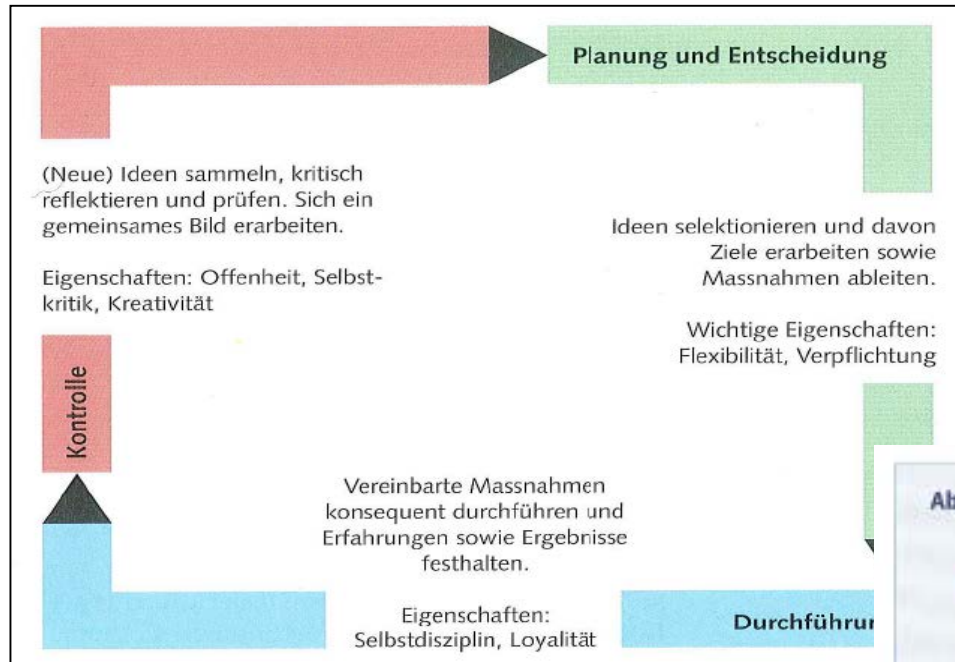 Planung und Entscheidung
(Neue) Ideen sammeln, kritisch
reflektieren und prüfen. Sich ein
gemeinsames Bild erarbeiten.
Eigenschaften: Offenheit, Selbst-
kritik, Kreativität
Ideen selektionieren und davon
Ziele erarbeiten sowie
Massnahmen ableiten.
Wichtige Eigenschaften:
Flexibilität, Verpflichtung
Kontrolle
Vereinbarte Massnahmen
konsequent durchführen und
Erfahrungen sowie Ergebnisse
festhalten.
Eigenschaften:
Selbstdisziplin, Loyalität
Durchführun
Ab